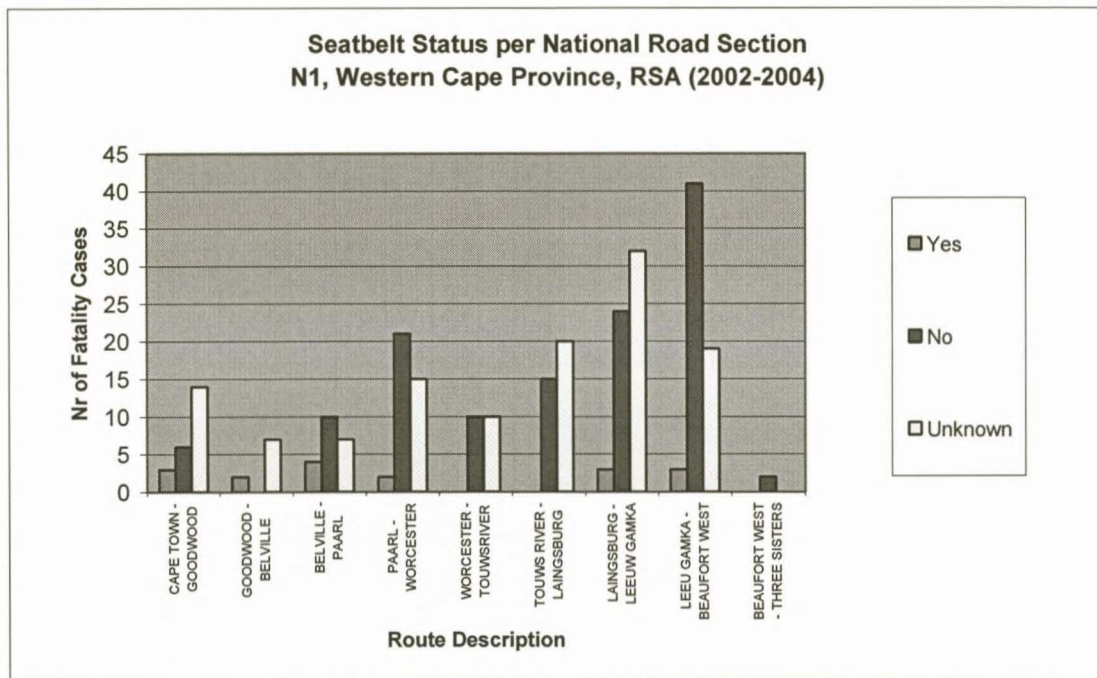 Seatbelt Status per National Road Section
N1, Western Cape Province, RSA (2002-2004)
45
40
35
30
25
20
15
10
5
0
Nr of Fatality Cases
CAPE TOWN -
GOODWOOD
GOODWOOD -
BELVILLE
BELVILLE -
PAARL
PAARL -
WORCESTER
WORCESTER -
TOUWSRIVER
TOUWS RIVER -
LAINGSBURG
LAINGSBURG -
LEEUW GAMKA
LEEU GAMKA -
BEAUFORT WEST
BEAUFORT WEST
- THREE SISTERS
Route Description
Yes
No
Unknown